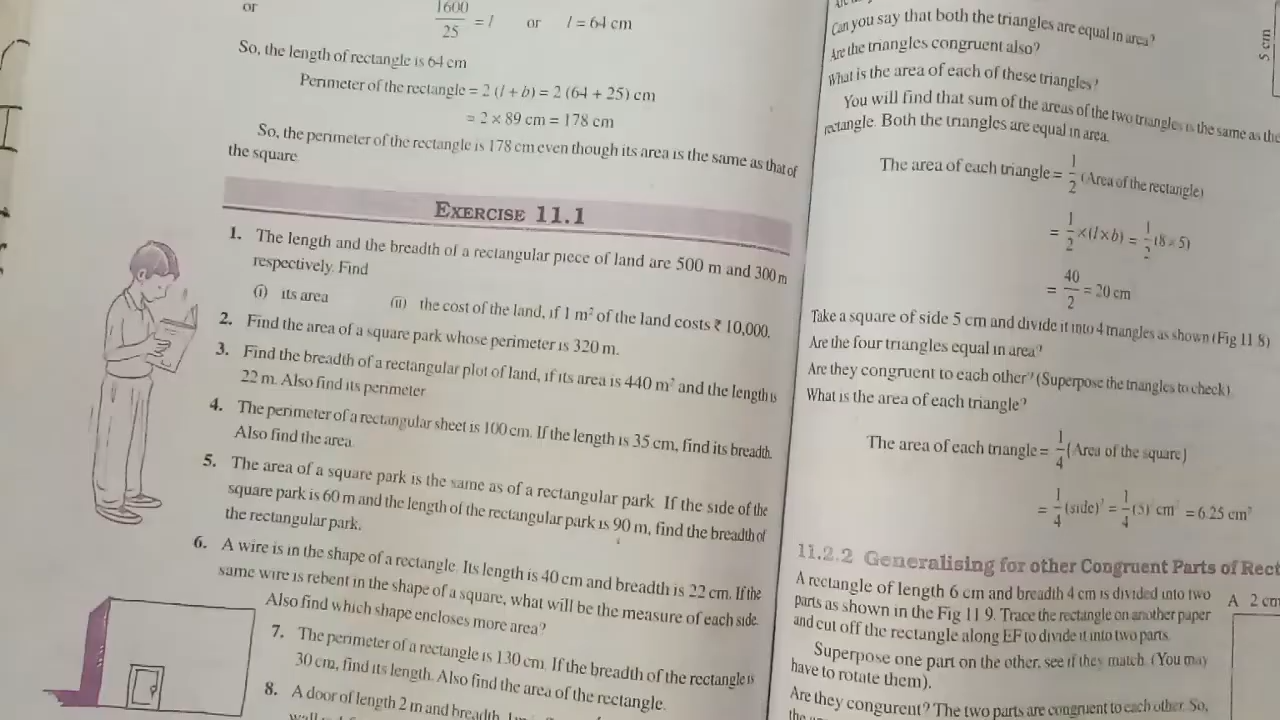 or 1600/25 = l or l = 64 cm
So, the length of rectangle is 64 cm
Perimeter of the rectangle = 2 (l + b) = 2 (64 + 25) cm
= 2 × 89 cm = 178 cm
So, the perimeter of the rectangle is 178 cm even though its area is the same as that of
the square
EXERCISE 11.1
1. The length and the breadth of a rectangular piece of land are 500 m and 300 m
respectively. Find
(i) its area (ii) the cost of the land, if 1 m² of the land costs ₹ 10,000.
2. Find the area of a square park whose perimeter is 320 m.
3. Find the breadth of a rectangular plot of land, if its area is 440 m² and the length is
22 m. Also find its perimeter
4. The perimeter of a rectangular sheet is 100 cm. If the length is 35 cm, find its breadth.
Also find the area.
5. The area of a square park is the same as of a rectangular park. If the side of the
square park is 60 m and the length of the rectangular park is 90 m, find the breadth of
the rectangular park.
6. A wire is in the shape of a rectangle. Its length is 40 cm and breadth is 22 cm. If the
same wire is rebent in the shape of a square, what will be the measure of each side.
Also find which shape encloses more area?
7. The perimeter of a rectangle is 130 cm. If the breadth of the rectangle is
30 cm, find its length. Also find the area of the rectangle.
8. A door of length 2 m and breadth
Can you say that both the triangles are equal in area?
Are the triangles congruent also?
What is the area of each of these triangles?
You will find that sum of the areas of the two triangles is the same as the
rectangle. Both the triangles are equal in area.
The area of each triangle = 1/2 (Area of the rectangle)
= 1/2 × (l × b) = 1/2 (8 × 5)
= 40/2 = 20 cm
5 cm
Take a square of side 5 cm and divide it into 4 triangles as shown (Fig 11.8)
Are the four triangles equal in area?
Are they congruent to each other? (Superpose the triangles to check)
What is the area of each triangle?
The area of each triangle = 1/4 (Area of the square)
= 1/4 (side)² = 1/4 (5)² cm² = 6.25 cm²
11.2.2 Generalising for other Congruent Parts of Rect
A rectangle of length 6 cm and breadth 4 cm is divided into two
parts as shown in the Fig 11 9. Trace the rectangle on another paper
and cut off the rectangle along EF to divide it into two parts
A 2 cm
Superpose one part on the other, see if they match. (You may
have to rotate them).
Are they congurent? The two parts are congruent to each other. So,